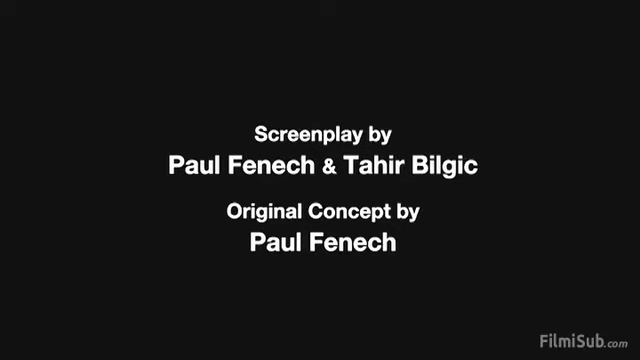 Screenplay by
Paul Fenech & Tahir Bilgic
Original Concept by
Paul Fenech
FilmiSub.com